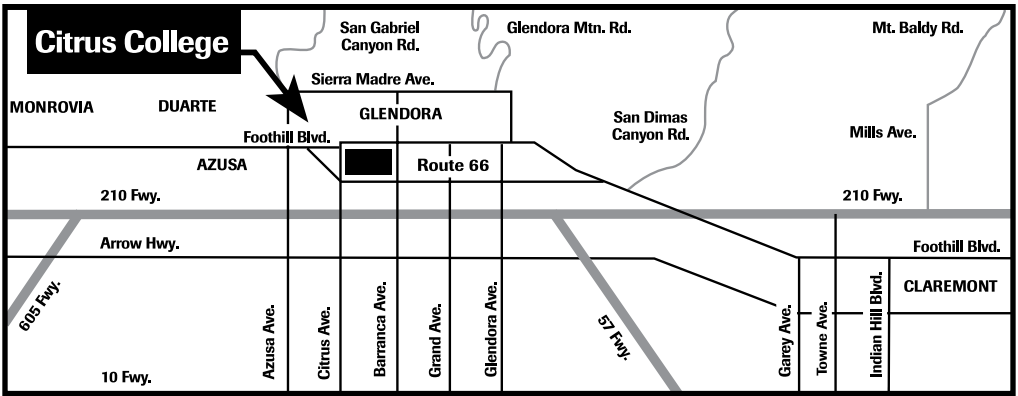 Citrus College
San Gabriel
Canyon Rd.
Glendora Mtn. Rd.
Mt. Baldy Rd.
Sierra Madre Ave.
MONROVIA
DUARTE
GLENDORA
San Dimas
Canyon Rd.
Mills Ave.
Foothill Blvd.
AZUSA
Route 66
210 Fwy.
210 Fwy.
Arrow Hwy.
Foothill Blvd.
CLAREMONT
605 Fwy.
Azusa Ave.
Citrus Ave.
Barranca Ave.
Grand Ave.
Glendora Ave.
57 Fwy.
Garey Ave.
Towne Ave.
Indian Hill Blvd.
10 Fwy.